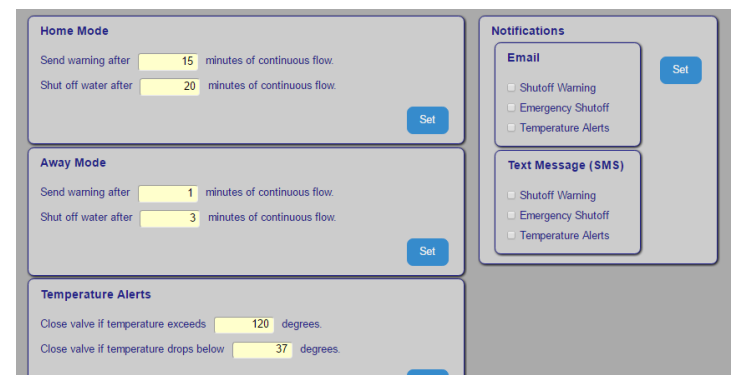 Home Mode
Send warning after 15 minutes of continuous flow.
Shut off water after 20 minutes of continuous flow.
Set
Away Mode
Send warning after 1 minutes of continuous flow.
Shut off water after 3 minutes of continuous flow.
Set
Temperature Alerts
Close valve if temperature exceeds 120 degrees.
Close valve if temperature drops below 37 degrees.
Notifications
Email
Set
Shutoff Warning
Emergency Shutoff
Temperature Alerts
Text Message (SMS)
Shutoff Warning
Emergency Shutoff
Temperature Alerts